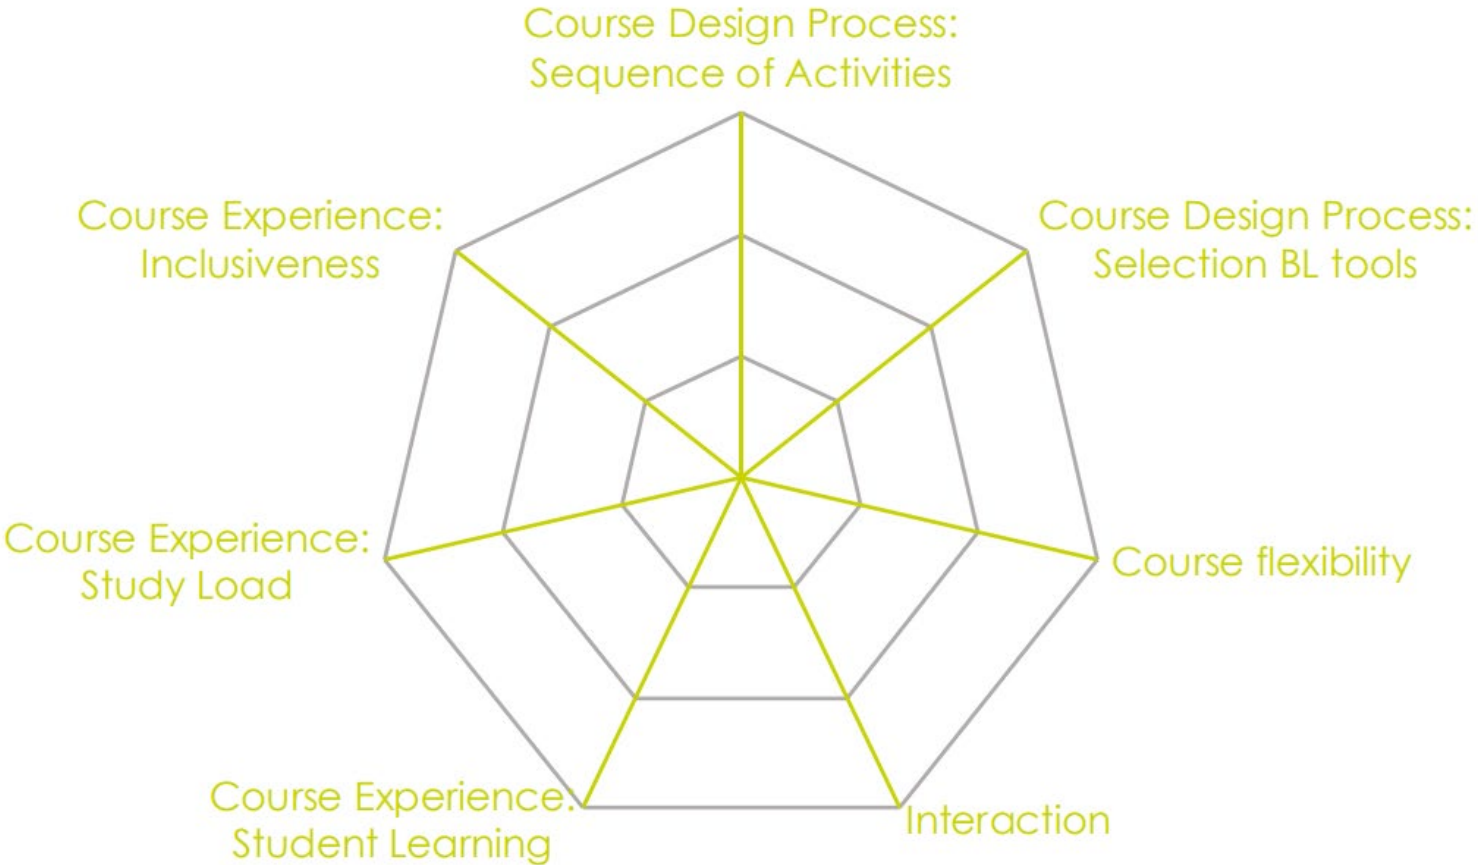 Course Design Process:
Sequence of Activities
Course Experience:
Inclusiveness
Course Design Process:
Selection BL tools
Course Experience:
Study Load
Course flexibility
Course Experience:
Student Learning
Interaction